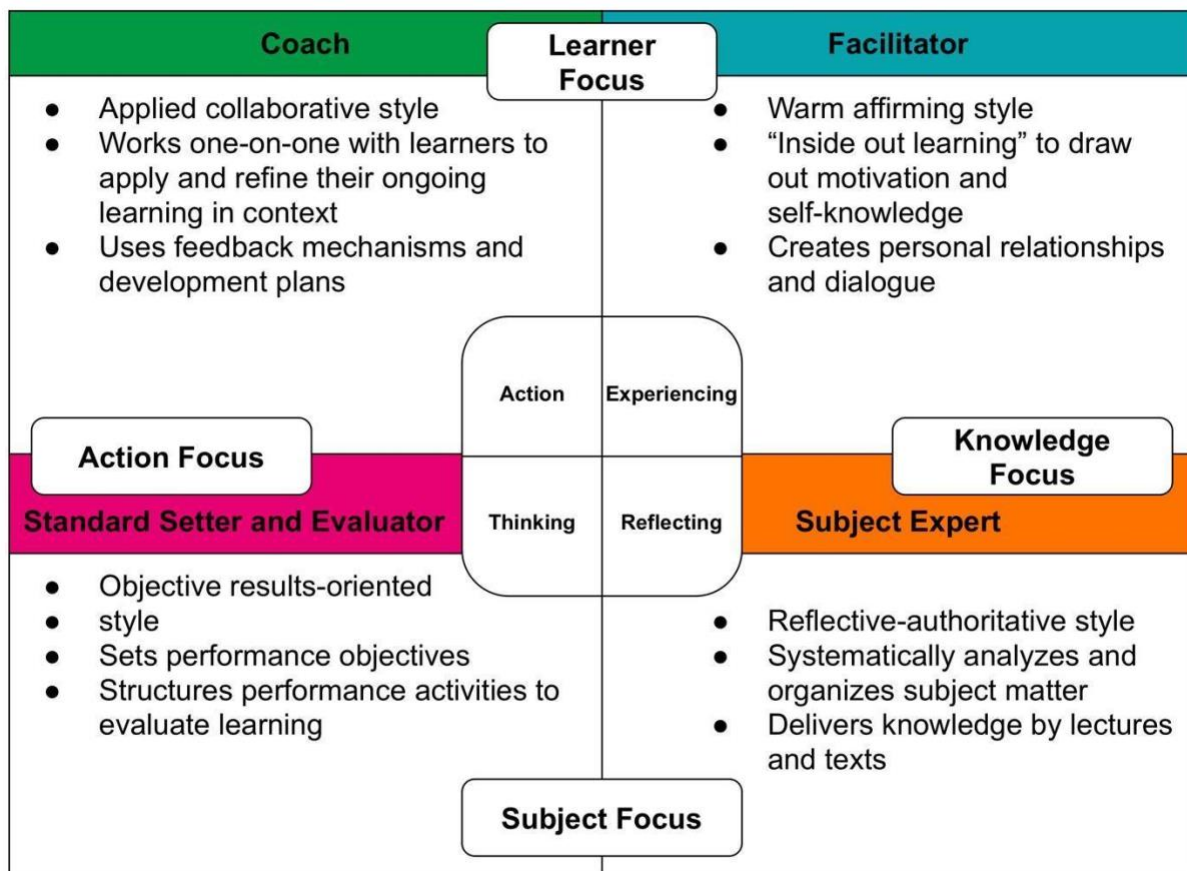 Coach
Learner
Focus
Facilitator
● Applied collaborative style
● Works one-on-one with learners to
apply and refine their ongoing
learning in context
● Uses feedback mechanisms and
development plans
● Warm affirming style
● “Inside out learning” to draw
out motivation and
self-knowledge
● Creates personal relationships
and dialogue
Action
Experiencing
Thinking
Reflecting
Action Focus
Knowledge
Focus
Standard Setter and Evaluator
Subject Expert
● Objective results-oriented
● style
● Sets performance objectives
● Structures performance activities to
evaluate learning
● Reflective-authoritative style
● Systematically analyzes and
organizes subject matter
● Delivers knowledge by lectures
and texts
Subject Focus